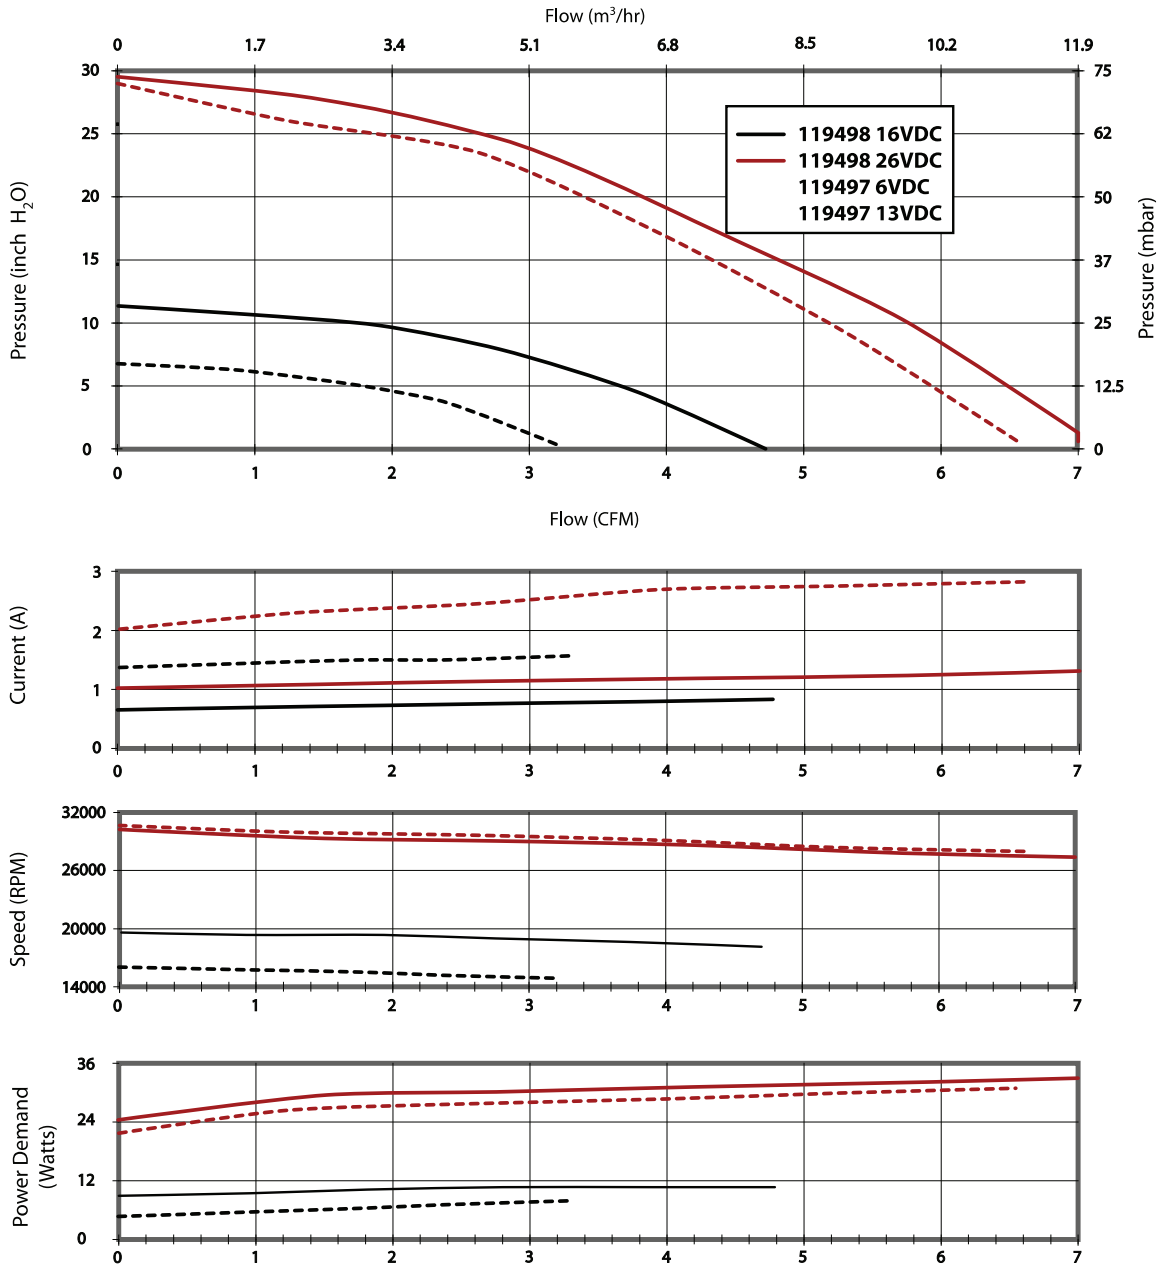 Flow (m³/hr)
0 1.7 3.4 5.1 6.8 8.5 10.2 11.9
30 75
25 62
20 50
15 37
10 25
5 12.5
0 0
Pressure (inch H₂O)
Pressure (mbar)
119498 16VDC
119498 26VDC
119497 6VDC
119497 13VDC
0 1 2 3 4 5 6 7
Flow (CFM)
Current (A)
3
2
1
0
0 1 2 3 4 5 6 7
Speed (RPM)
32000
26000
20000
14000
0 1 2 3 4 5 6 7
Power Demand
(Watts)
36
24
12
0
0 1 2 3 4 5 6 7